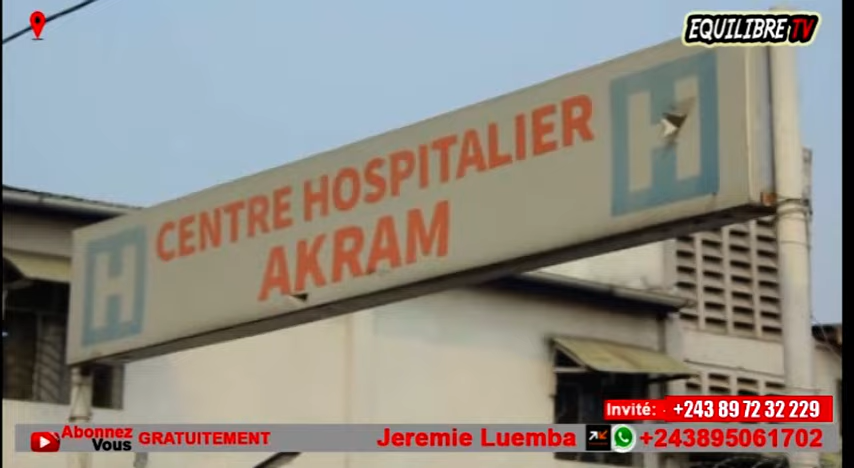 EQUILIBRE TV
CENTRE HOSPITALIER
AKRAM
H
H
Invité: +243 89 72 32 229
Abonnez
Vous
GRATUITEMENT
Jeremie Luemba
+243895061702